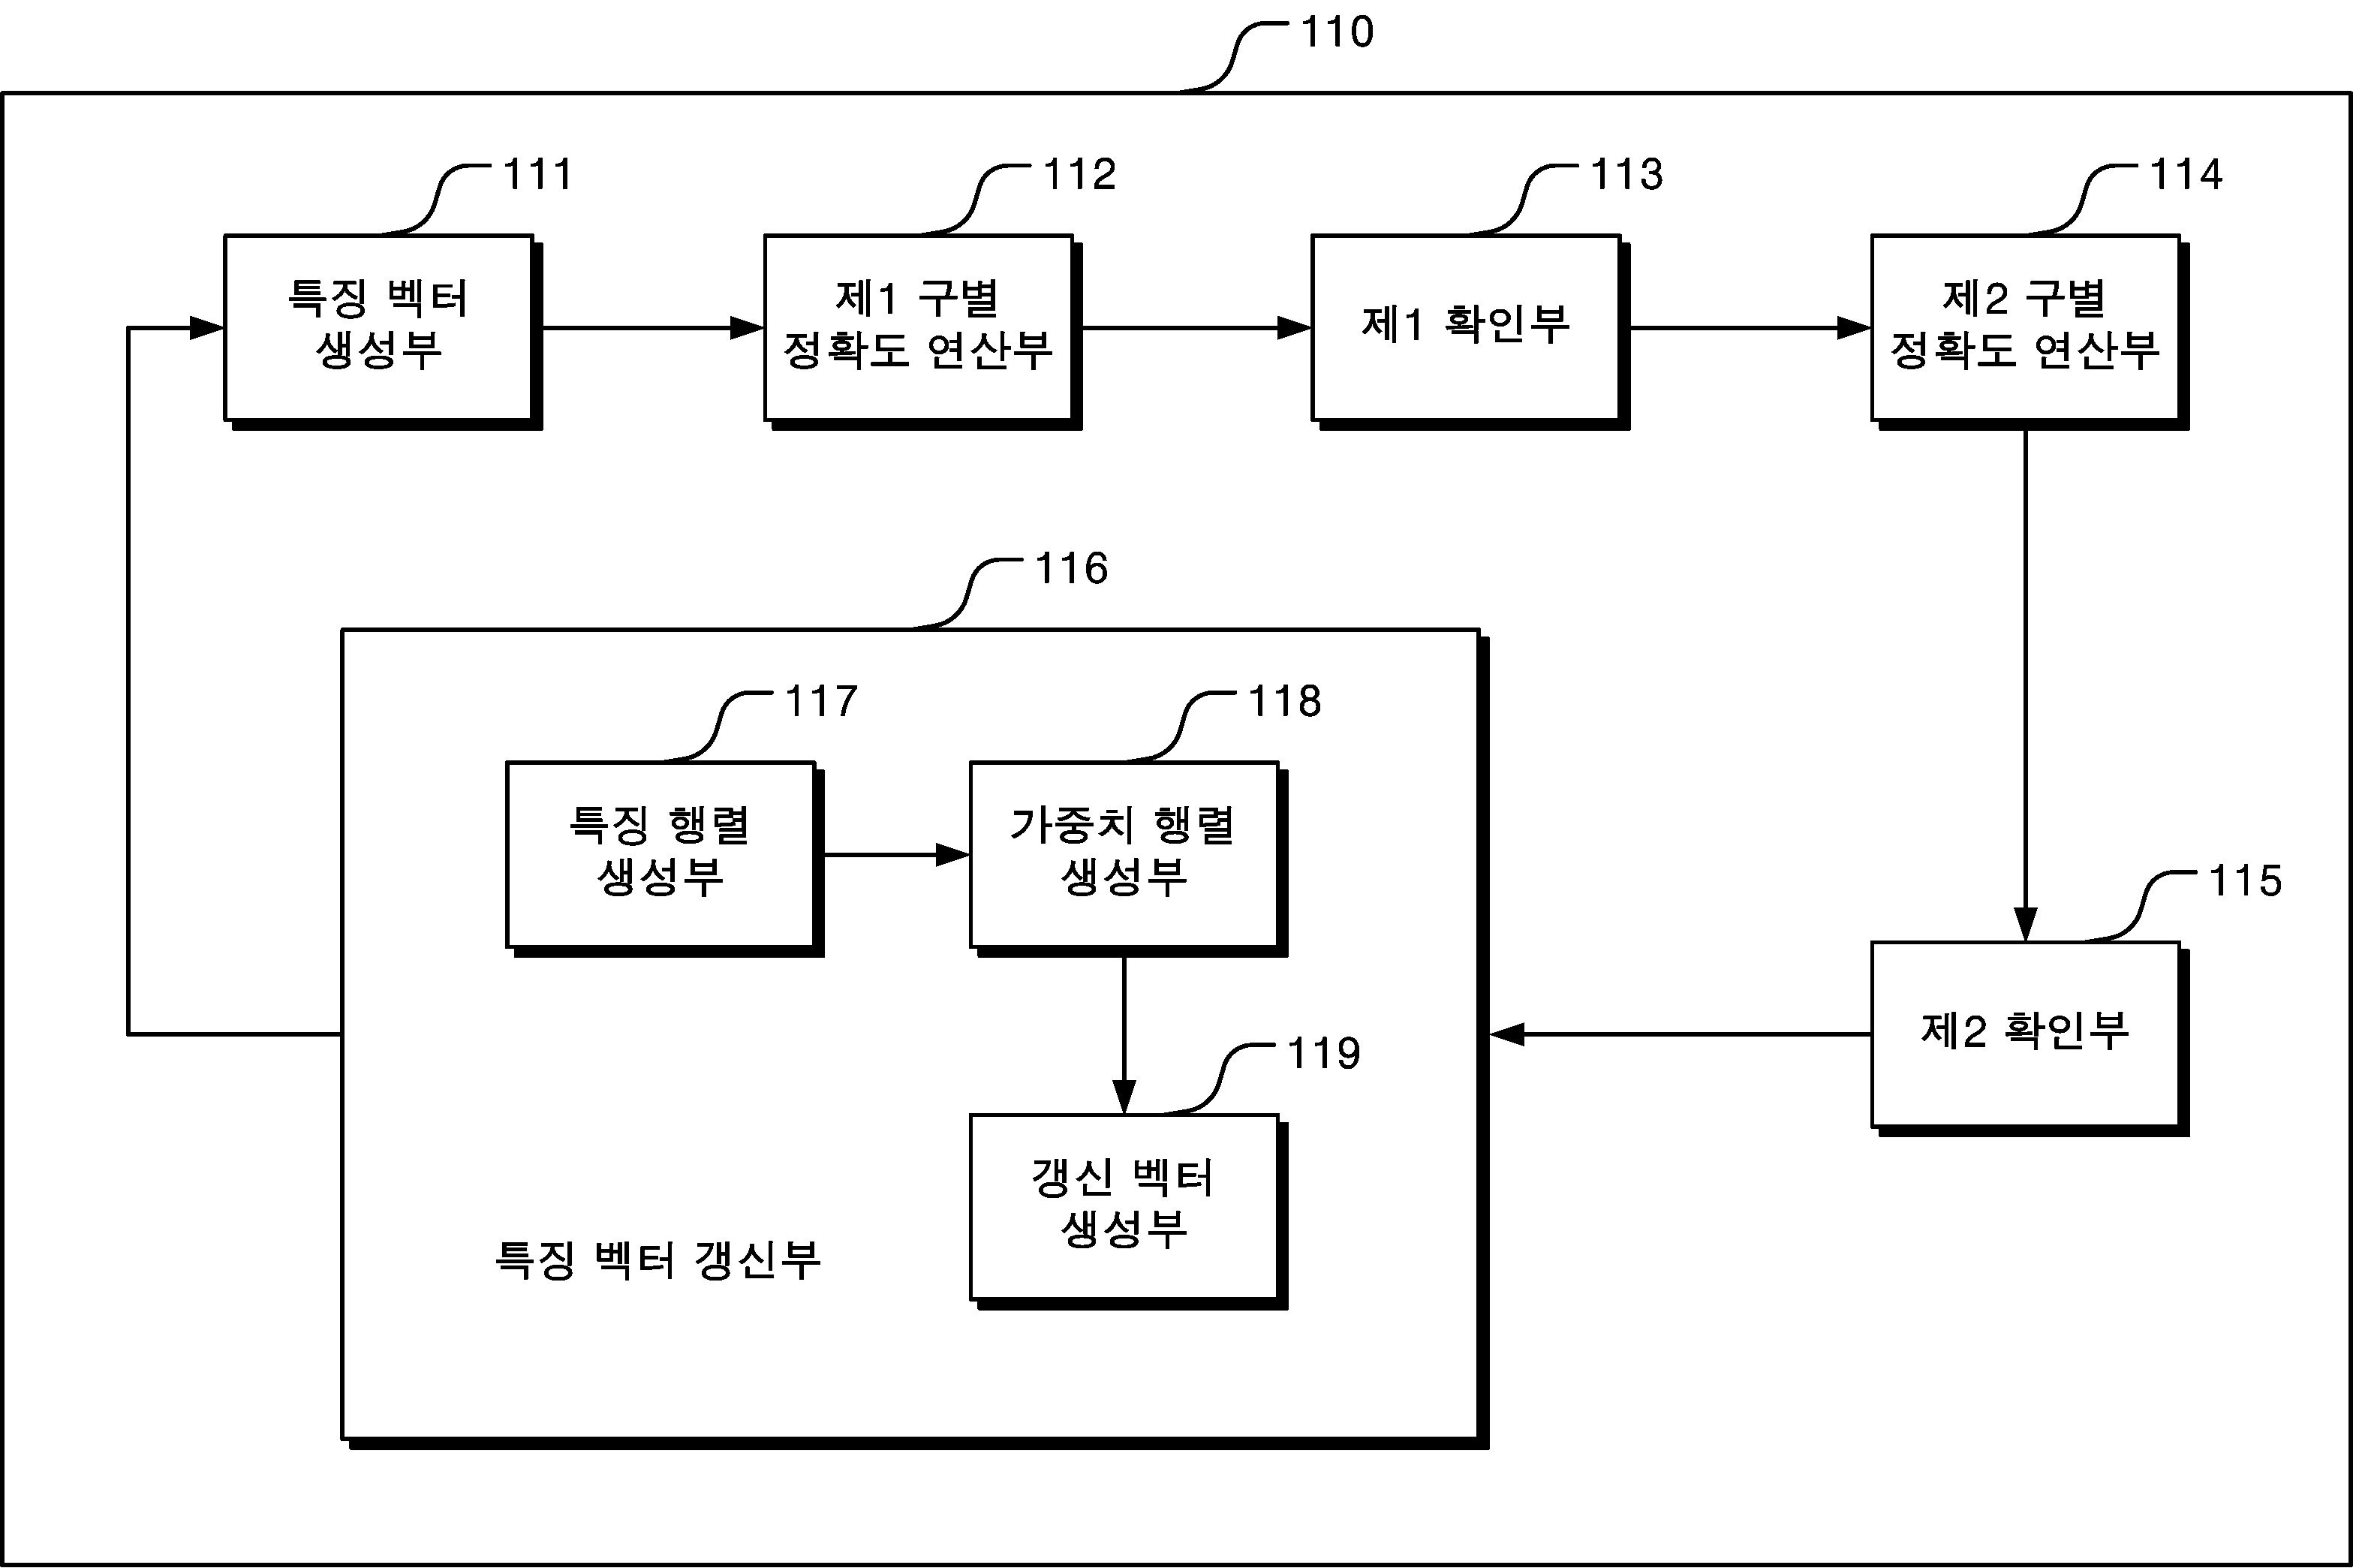 110
111
112
113
114
특징 벡터
생성부
제1 구별
정확도 연산부
제1 확인부
제2 구별
정확도 연산부
116
117
118
특징 행렬
생성부
가중치 행렬
생성부
115
제2 확인부
119
갱신 벡터
생성부
특징 벡터 갱신부